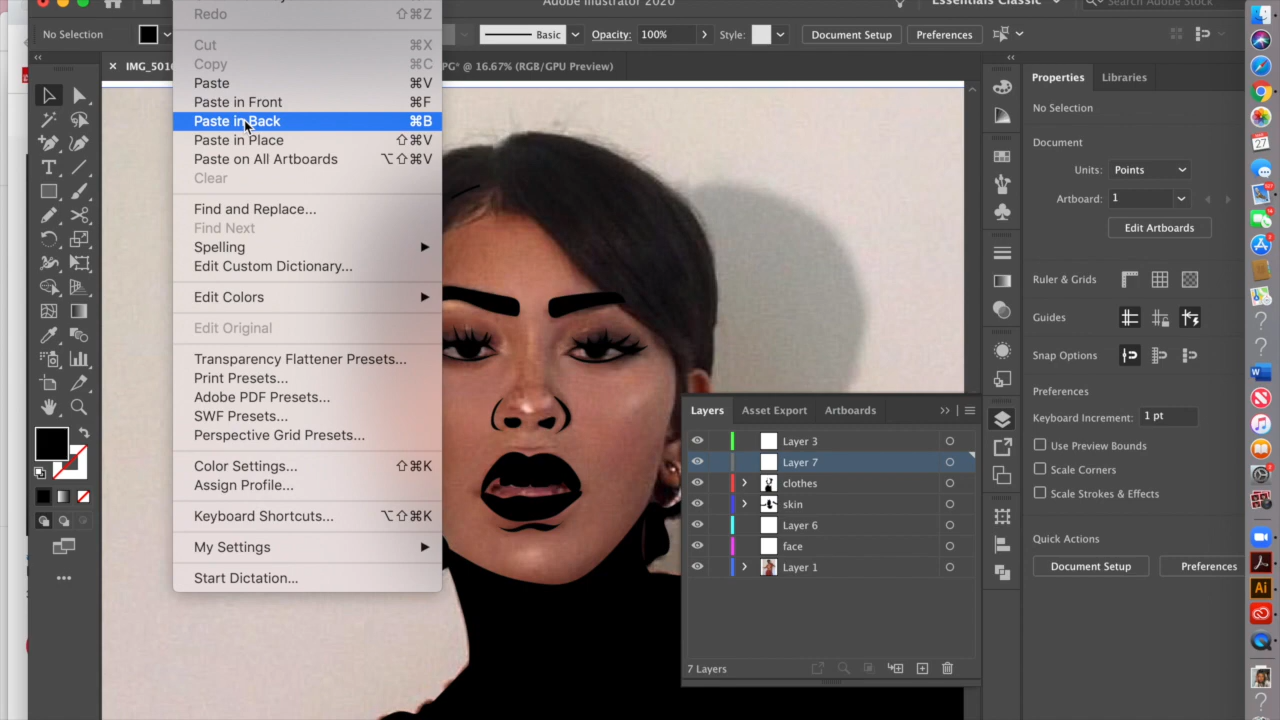 Adobe Illustrator 2020
Essentials Classic
Search Adobe Stock
Redo ⇧⌘Z
No Selection
Basic
Opacity: 100%
Style:
Document Setup
Preferences
Cut ⌘X
Copy ⌘C
Paste ⌘V
Paste in Front ⌘F
Paste in Back ⌘B
Paste in Place ⇧⌘V
Paste on All Artboards ⌥⇧⌘V
Clear
Find and Replace...
Find Next
Spelling
Edit Custom Dictionary...
Edit Colors
Edit Original
Transparency Flattener Presets...
Print Presets...
Adobe PDF Presets...
SWF Presets...
Perspective Grid Presets...
Color Settings... ⇧⌘K
Assign Profile...
Keyboard Shortcuts... ⌥⇧⌘K
My Settings
Start Dictation...
PG* @ 16.67% (RGB/GPU Preview)
Layers
Asset Export
Artboards
Layer 3
Layer 7
clothes
skin
Layer 6
face
Layer 1
7 Layers
Properties
Libraries
No Selection
Document
Units: Points
Artboard: 1
Edit Artboards
Ruler & Grids
Guides
Snap Options
Preferences
Keyboard Increment: 1 pt
Use Preview Bounds
Scale Corners
Scale Strokes & Effects
Quick Actions
Document Setup
Preferences
27
Ai